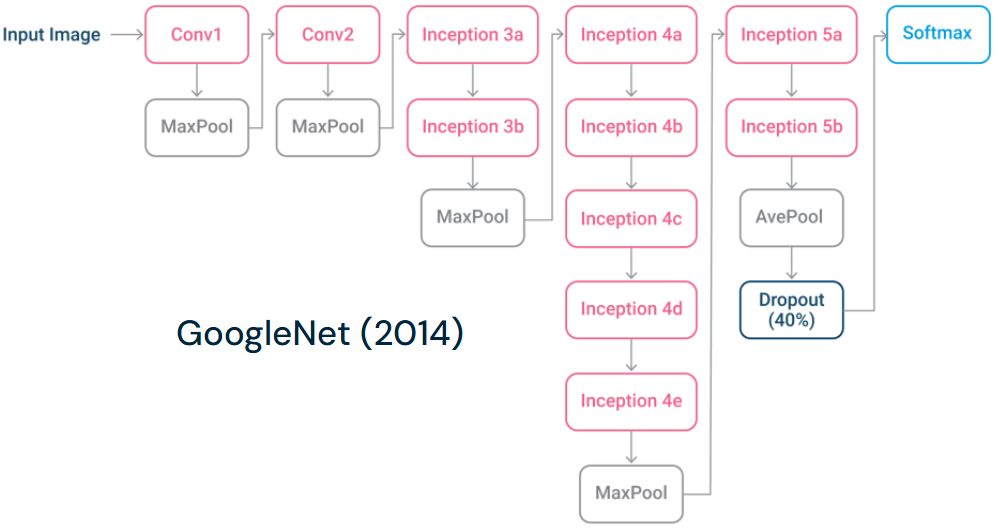 Input Image
Conv1
MaxPool
Conv2
MaxPool
Inception 3a
Inception 3b
MaxPool
Inception 4a
Inception 4b
Inception 4c
Inception 4d
Inception 4e
MaxPool
Inception 5a
Inception 5b
AvePool
Dropout
(40%)
Softmax
GoogleNet (2014)